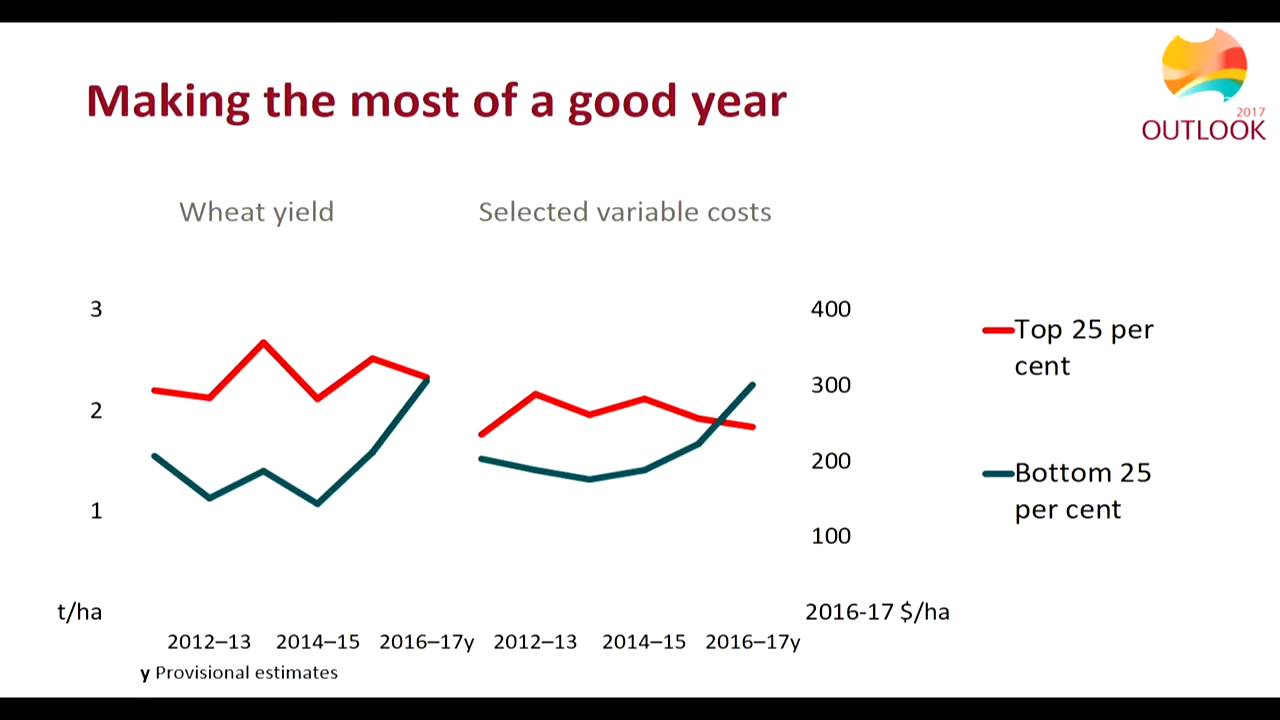 Making the most of a good year
2017
OUTLOOK
Wheat yield
Selected variable costs
3
2
1
t/ha
400
300
200
100
2016-17 $/ha
2012–13
2014–15
2016–17y
2012–13
2014–15
2016–17y
y Provisional estimates
Top 25 per
cent
Bottom 25
per cent